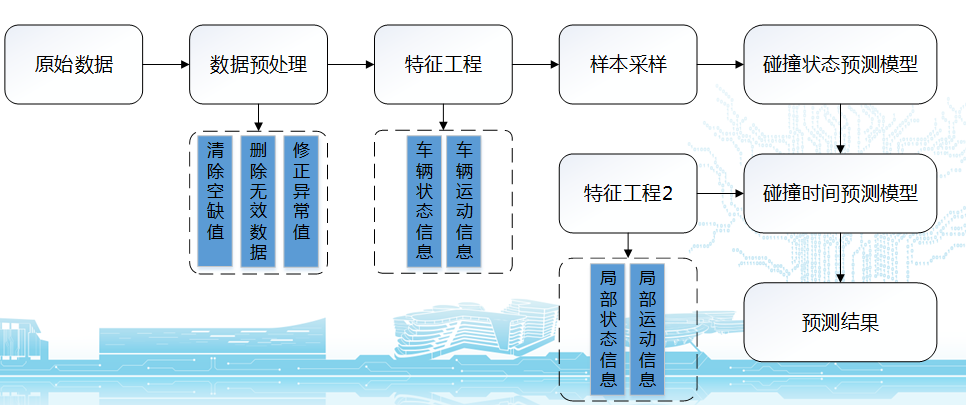 原始数据
数据预处理
特征工程
样本采样
碰撞状态预测模型
清除空缺值
删除无效数据
修正异常值
车辆状态信息
车辆运动信息
特征工程2
碰撞时间预测模型
局部状态信息
局部运动信息
预测结果